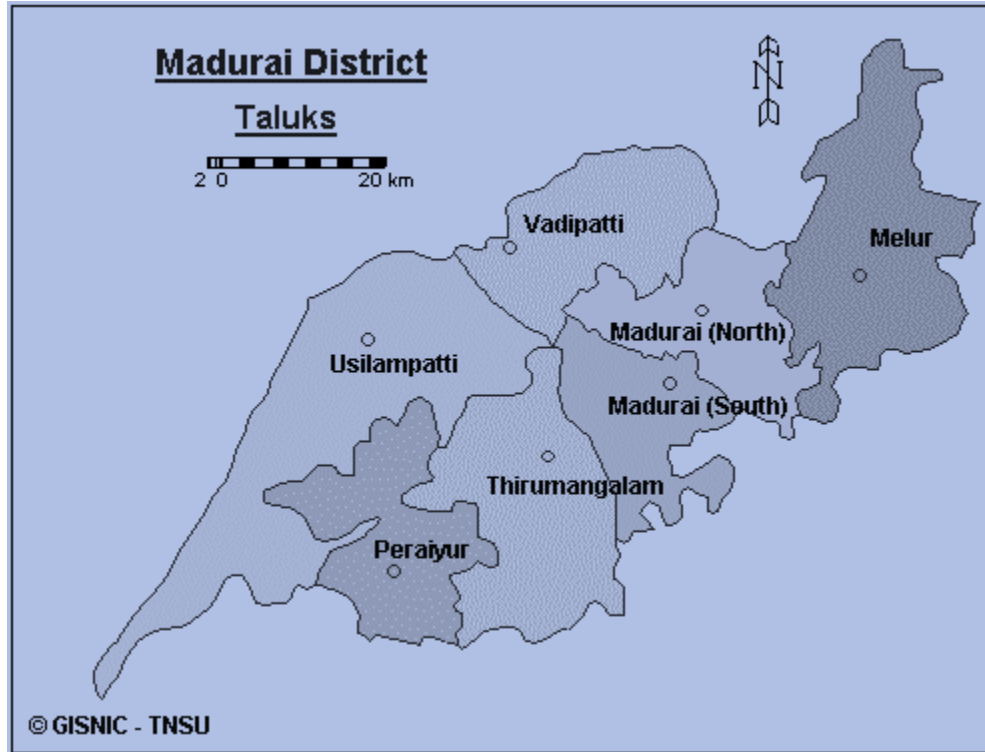 Madurai District
Taluks
N
2 0 20 km
Vadipatti
Melur
Madurai (North)
Usilampatti
Madurai (South)
Thirumangalam
Peraiyur
© GISNIC - TNSU